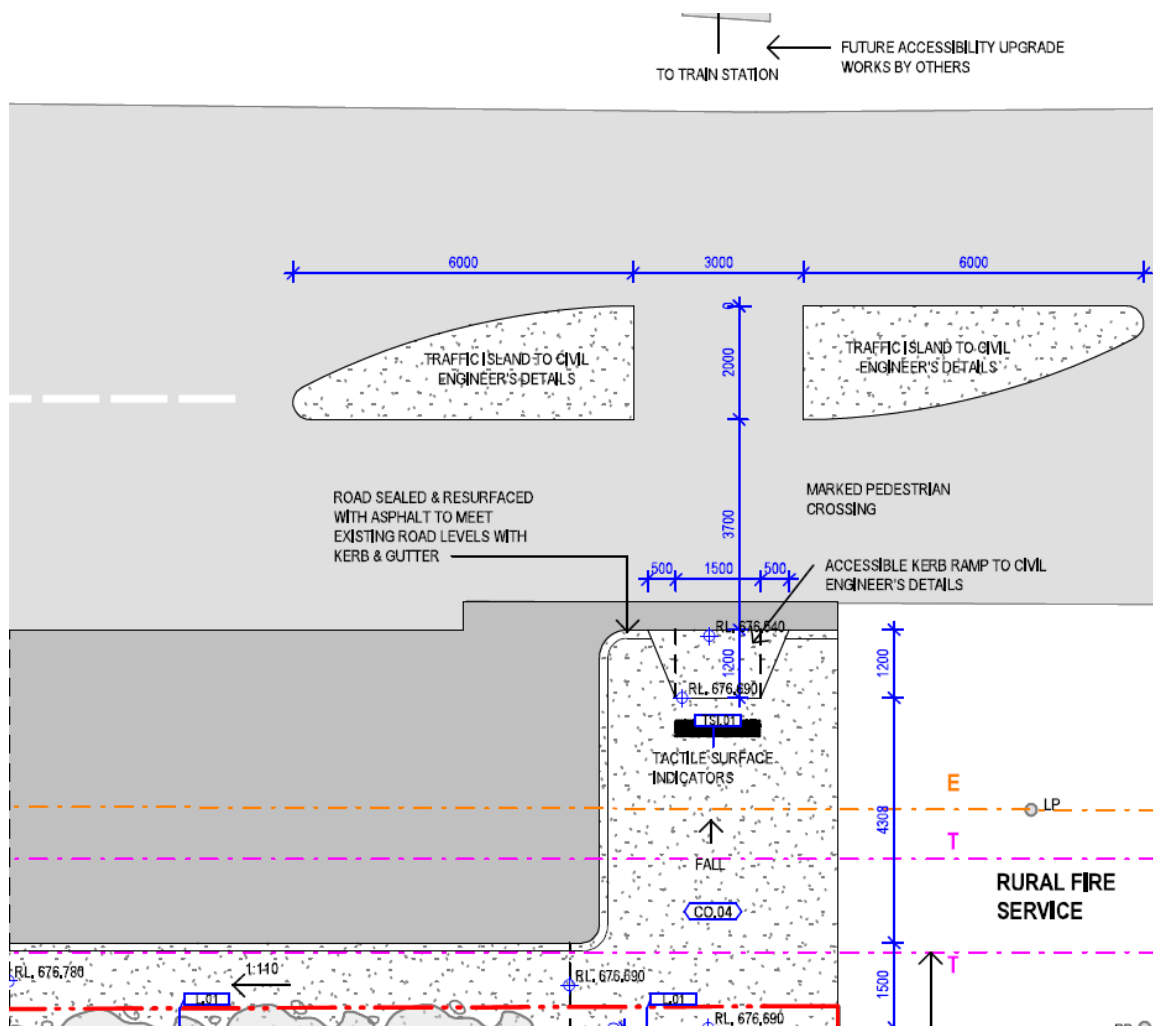 FUTURE ACCESSIBILITY UPGRADE
WORKS BY OTHERS
TO TRAIN STATION
6000
3000
6000
0
2000
TRAFFIC ISLAND TO CIVIL
ENGINEER'S DETAILS
TRAFFIC ISLAND TO CIVIL
ENGINEER'S DETAILS
ROAD SEALED & RESURFACED
WITH ASPHALT TO MEET
EXISTING ROAD LEVELS WITH
KERB & GUTTER
MARKED PEDESTRIAN
CROSSING
3700
500
1500
500
ACCESSIBLE KERB RAMP TO CIVIL
ENGINEER'S DETAILS
RL. 676.640
1200
1200
RL. 676.690
TSI.01
TACTILE SURFACE
INDICATORS
E
LP
4308
T
FALL
RURAL FIRE
SERVICE
CO.04
RL. 676.780
1:110
RL. 676.690
T
1500
L.01
L.01
RL. 676.690